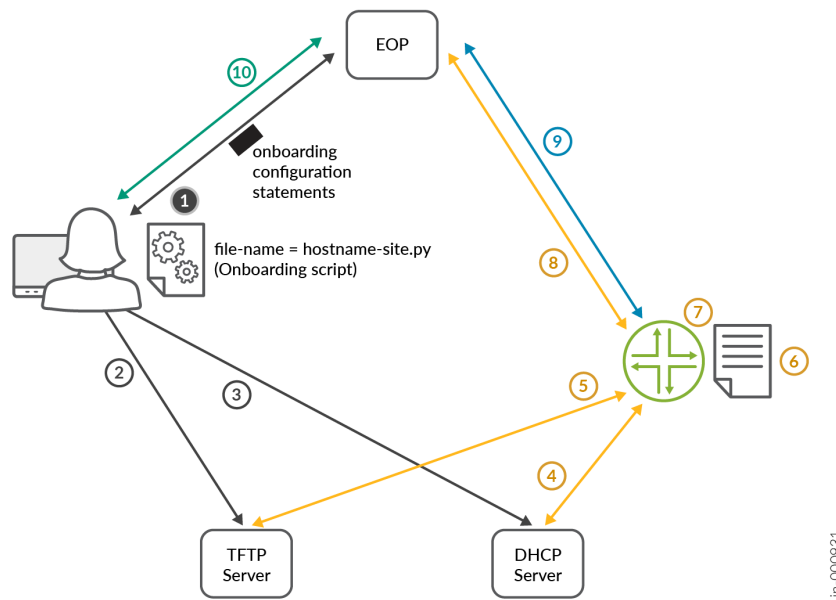 EOP
10
9
onboarding
configuration
statements
1
file-name = hostname-site.py
(Onboarding script)
8
7
6
2
3
5
4
TFTP
Server
DHCP
Server